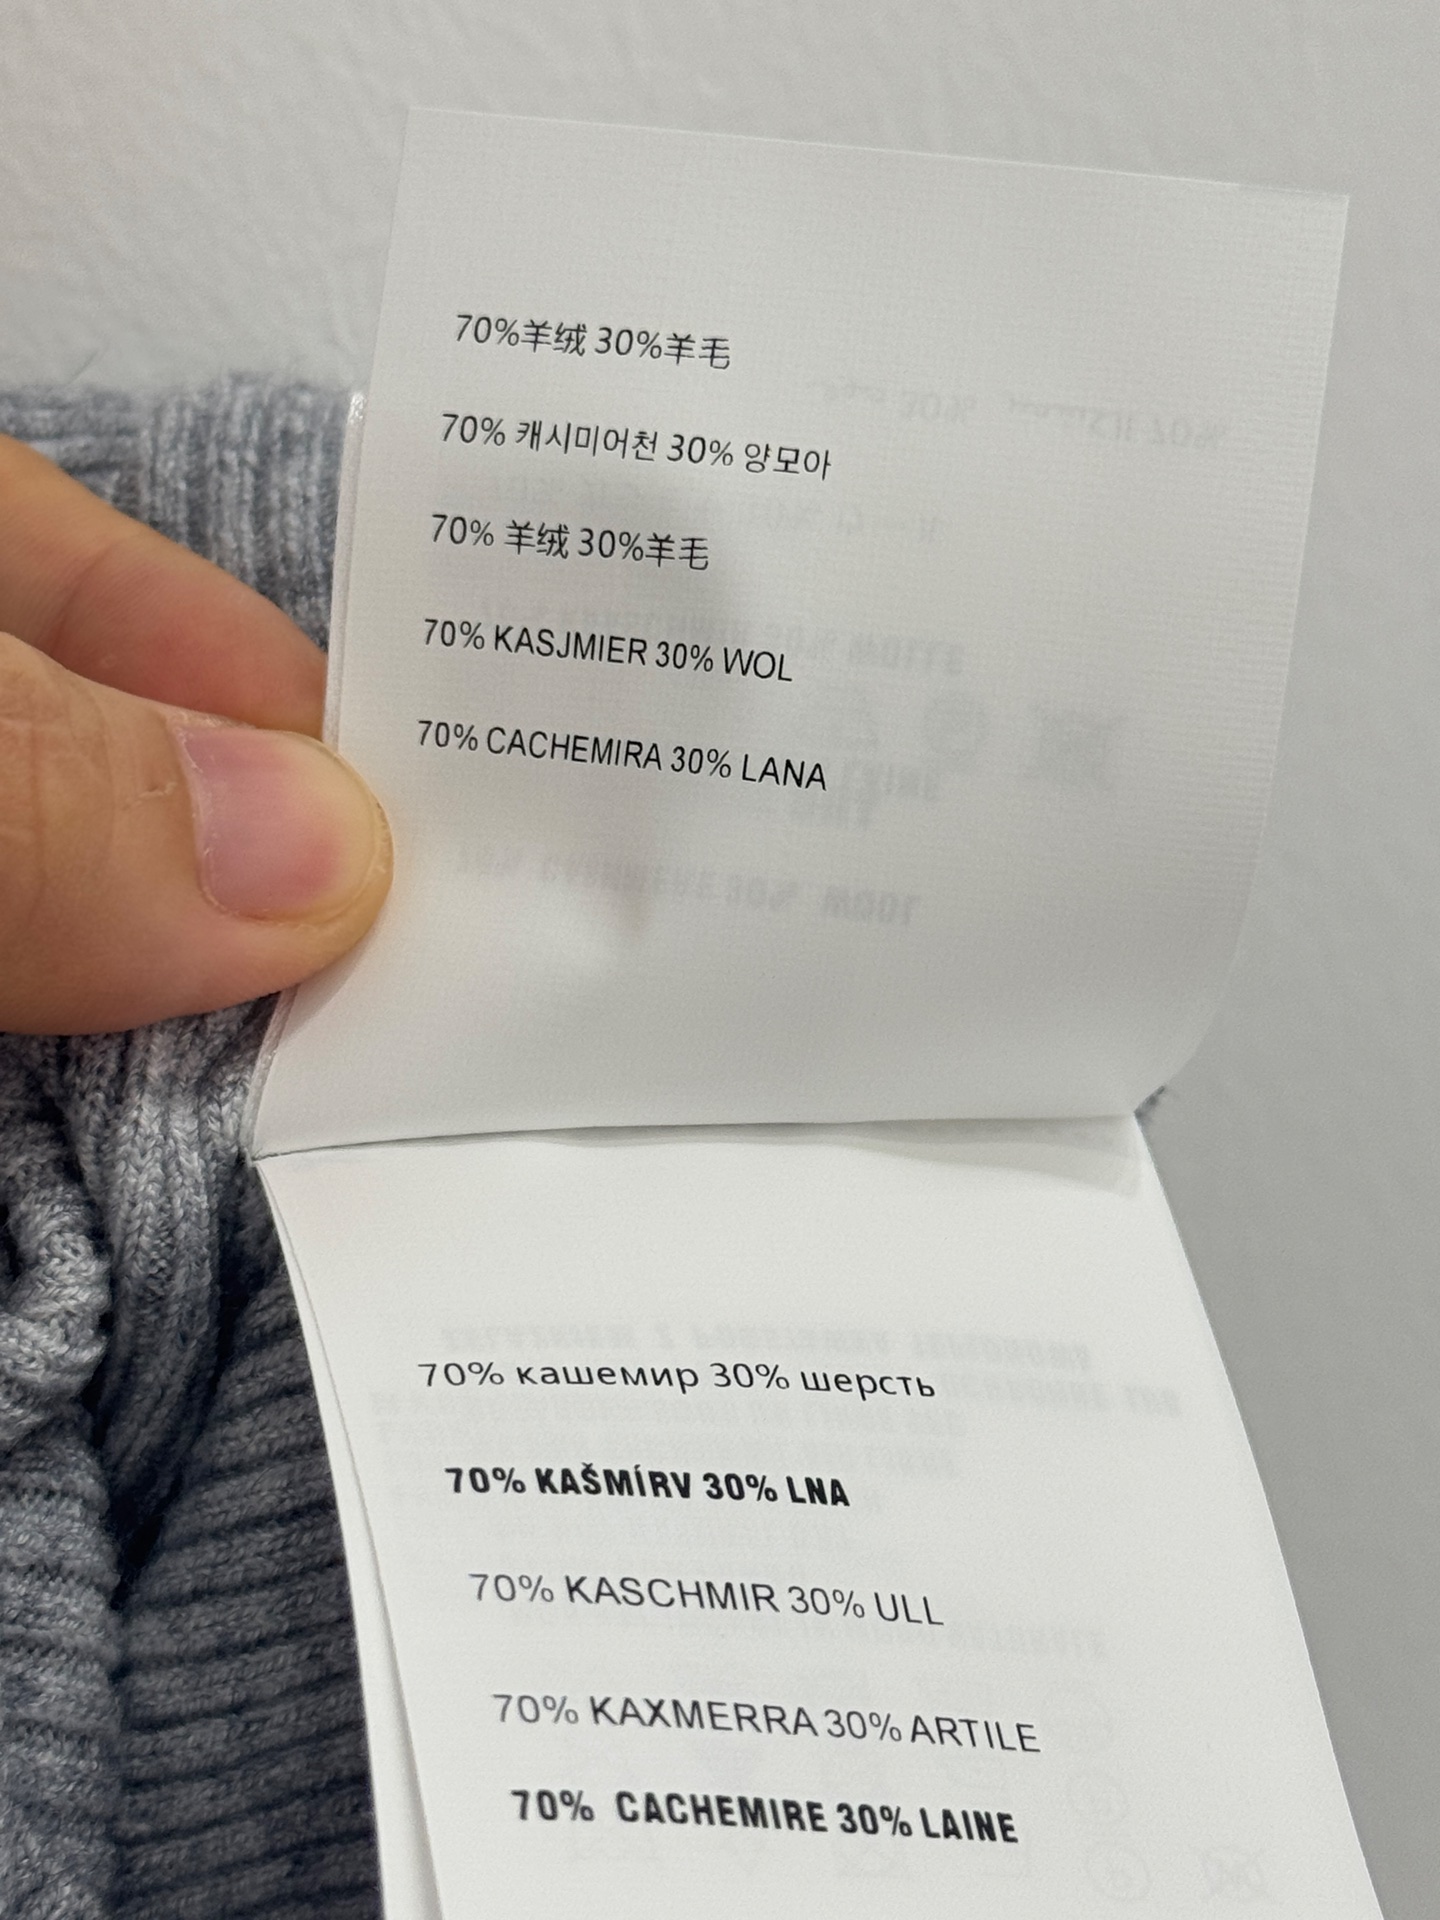 70%羊绒 30%羊毛
70% 캐시미어천 30% 양모아
70% 羊绒 30%羊毛
70% KASJMIER 30% WOL
70% CACHEMIRA 30% LANA
70% кашемир 30% шерсть
70% KAŠMÍRV 30% LNA
70% KASCHMIR 30% ULL
70% KAXMERRA 30% ARTILE
70% CACHEMIRE 30% LAINE